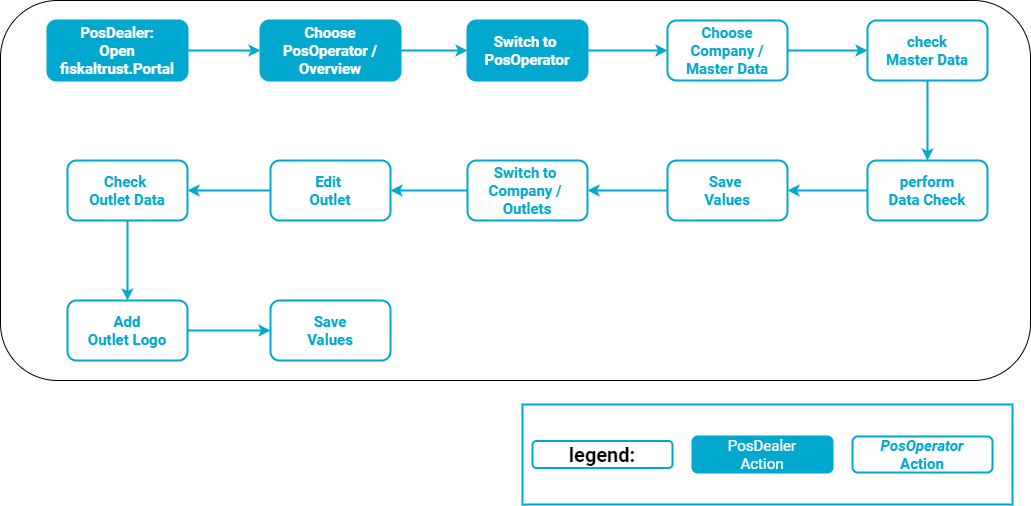 PosDealer:
Open
fiskaltrust.Portal
Choose
PosOperator /
Overview
Switch to
PosOperator
Choose
Company /
Master Data
check
Master Data
Check
Outlet Data
Edit
Outlet
Switch to
Company /
Outlets
Save
Values
perform
Data Check
Add
Outlet Logo
Save
Values
legend:
PosDealer
Action
PosOperator
Action